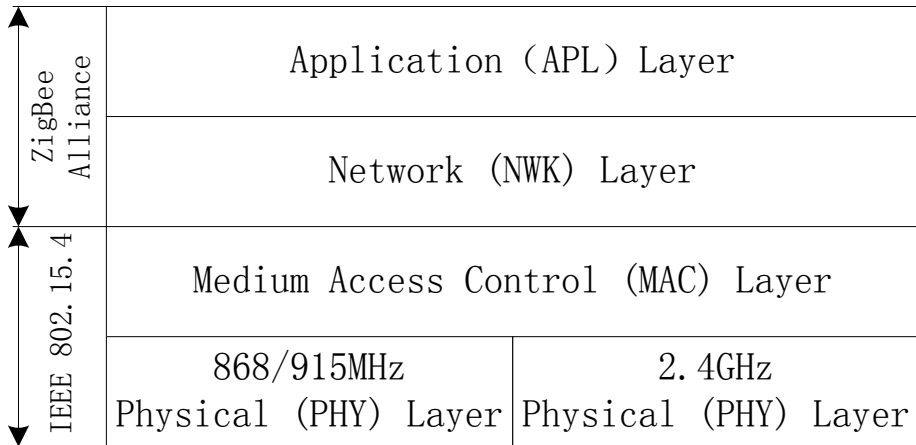 ZigBee
Alliance
Application (APL) Layer
Network (NWK) Layer
IEEE 802.15.4
Medium Access Control (MAC) Layer
868/915MHz
Physical (PHY) Layer
2.4GHz
Physical (PHY) Layer